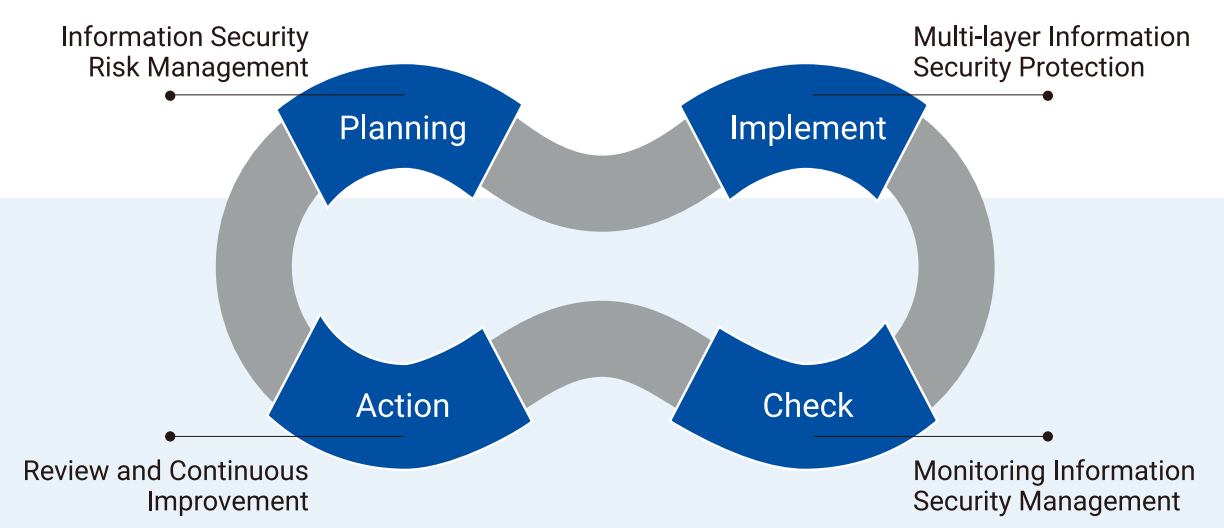 Information Security
Risk Management
Multi-layer Information
Security Protection
Planning
Implement
Action
Check
Review and Continuous
Improvement
Monitoring Information
Security Management